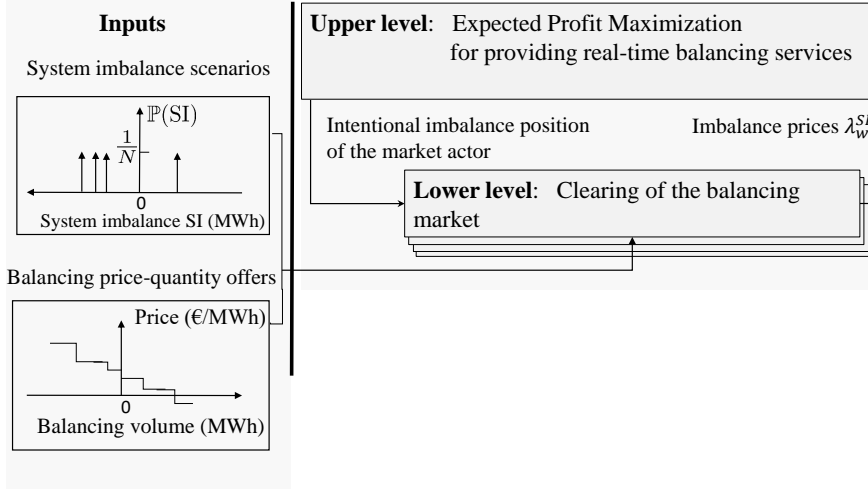 Inputs
System imbalance scenarios
ℙ(SI)
1/N
0
System imbalance SI (MWh)
Balancing price-quantity offers
Price (€/MWh)
0
Balancing volume (MWh)
Upper level: Expected Profit Maximization
for providing real-time balancing services
Intentional imbalance position
of the market actor
Imbalance prices λ_w^SI
Lower level: Clearing of the balancing
market